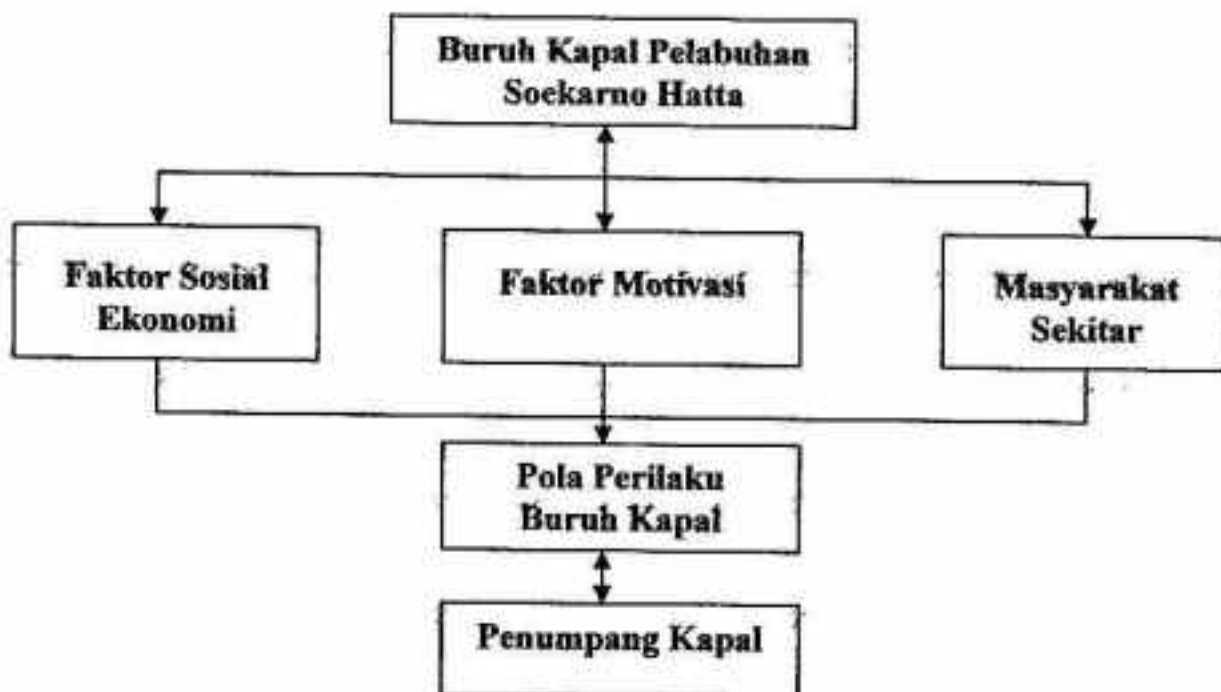 Buruh Kapal Pelabuhan
Soekarno Hatta
Faktor Sosial
Ekonomi
Faktor Motivasi
Masyarakat
Sekitar
Pola Perilaku
Buruh Kapal
Penumpang Kapal